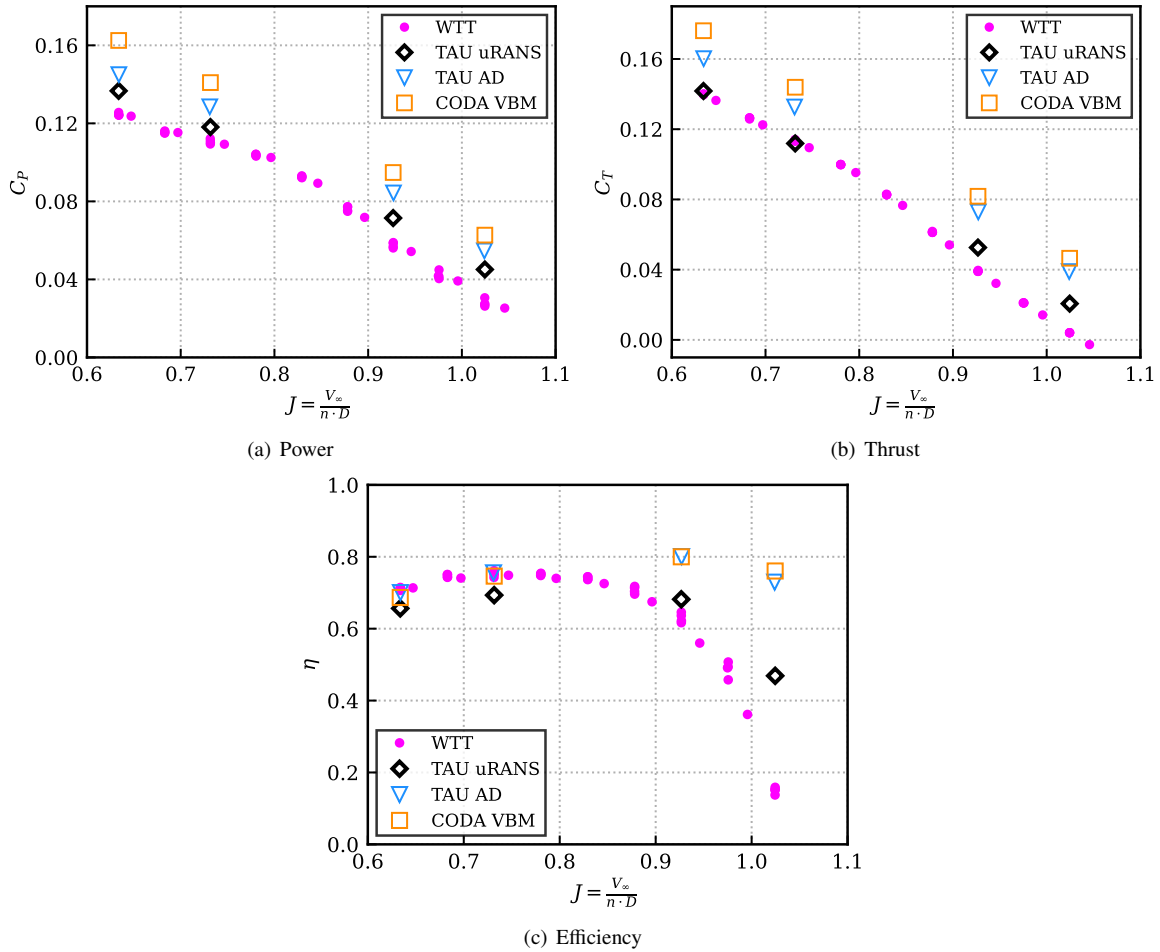 0.16
0.12
0.08
0.04
0.00
C_P
WTT
TAU uRANS
TAU AD
CODA VBM
0.6 0.7 0.8 0.9 1.0 1.1
J = V∞ / n · D
(a) Power
0.16
0.12
0.08
0.04
0.00
C_T
WTT
TAU uRANS
TAU AD
CODA VBM
0.6 0.7 0.8 0.9 1.0 1.1
J = V∞ / n · D
(b) Thrust
1.0
0.8
0.6
0.4
0.2
0.0
η
WTT
TAU uRANS
TAU AD
CODA VBM
0.6 0.7 0.8 0.9 1.0 1.1
J = V∞ / n · D
(c) Efficiency